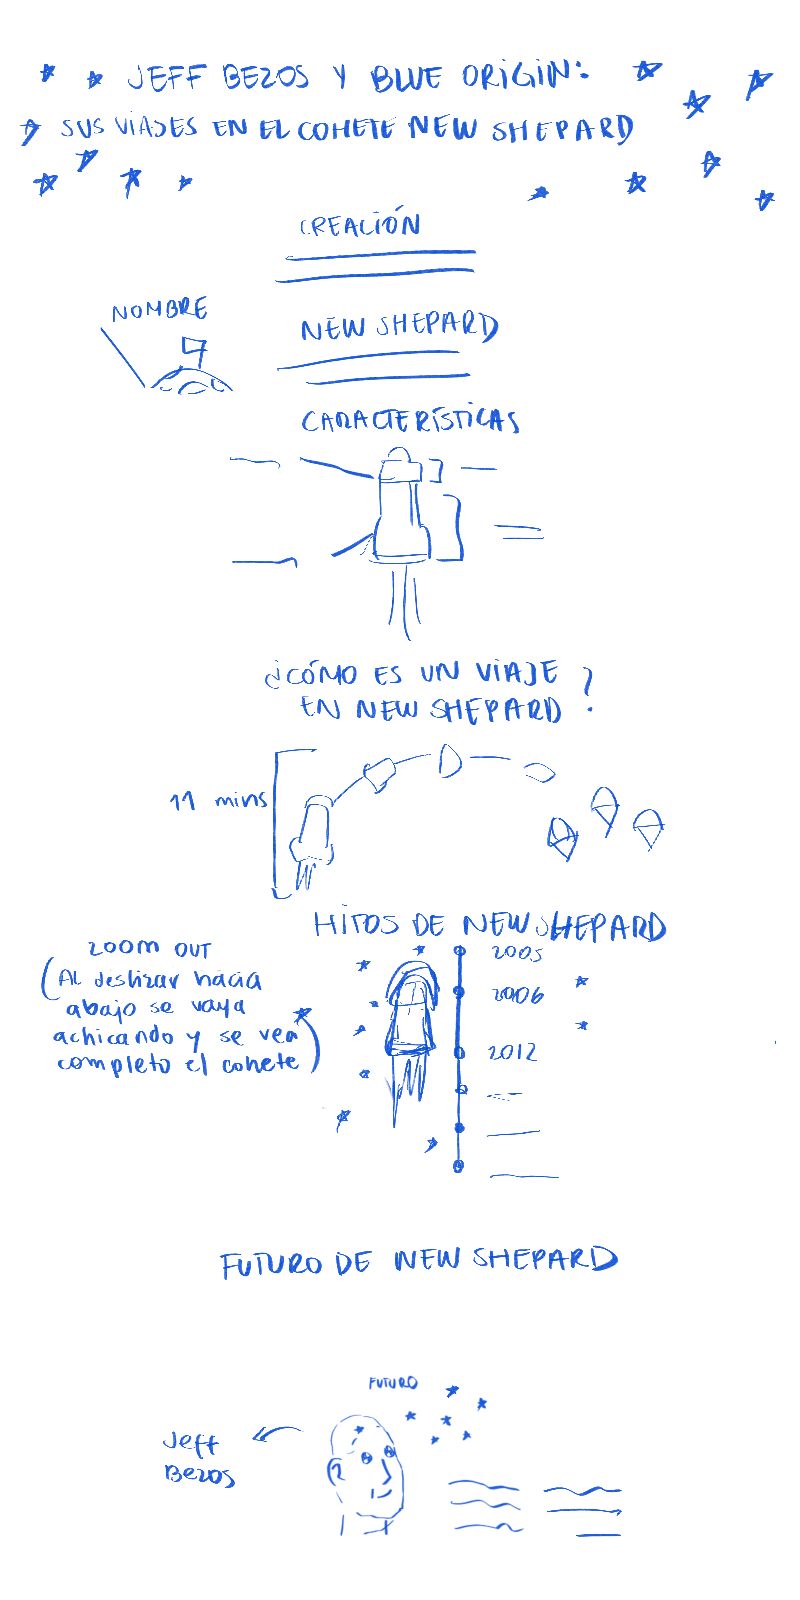 JEFF BEZOS Y BLUE ORIGIN:
SUS VIAJES EN EL COHETE NEW SHEPARD
CREACIÓN
NOMBRE
NEW SHEPARD
CARACTERÍSTICAS
¿CÓMO ES UN VIAJE
EN NEW SHEPARD?
11 mins
HITOS DE NEW SHEPARD
ZOOM OUT
(AL deslizar hacia
abajo se vaya
achicando y se vea
completo el cohete)
2005
2006
2012
FUTURO DE NEW SHEPARD
FUTURO
Jeff
Bezos